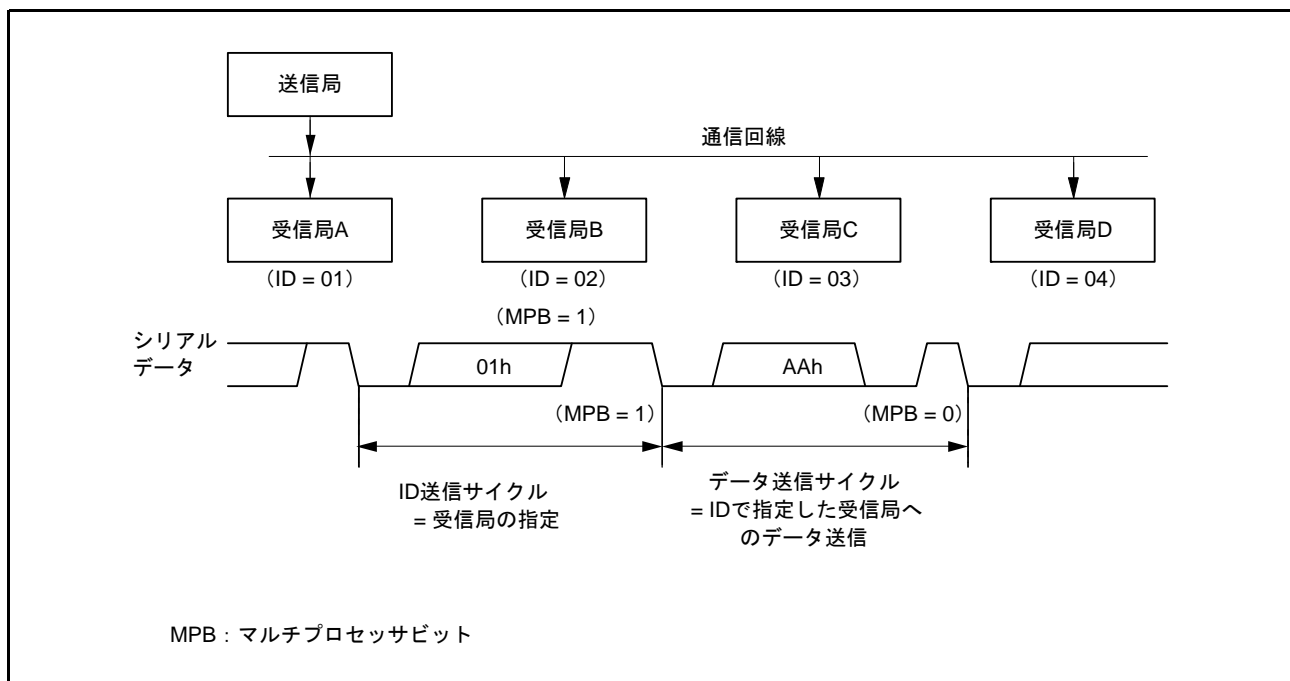 送信局
通信回線
受信局A
受信局B
受信局C
受信局D
（ID = 01）
（ID = 02）
（ID = 03）
（ID = 04）
（MPB = 1）
シリアル
データ
01h
AAh
（MPB = 1）
（MPB = 0）
ID送信サイクル
= 受信局の指定
データ送信サイクル
= IDで指定した受信局へ
のデータ送信
MPB：マルチプロセッサビット